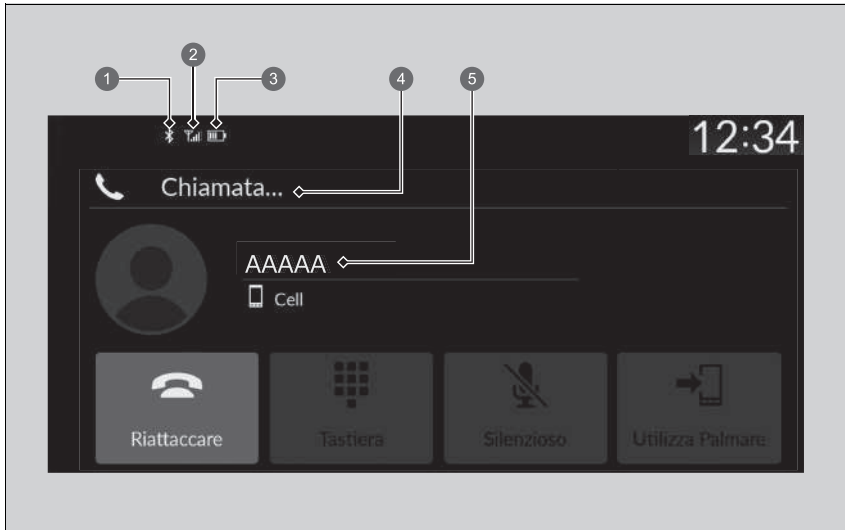 1
2
3
4
5
12:34
Chiamata...
AAAAA
Cell
Riattaccare
Tastiera
Silenzioso
Utilizza Palmare